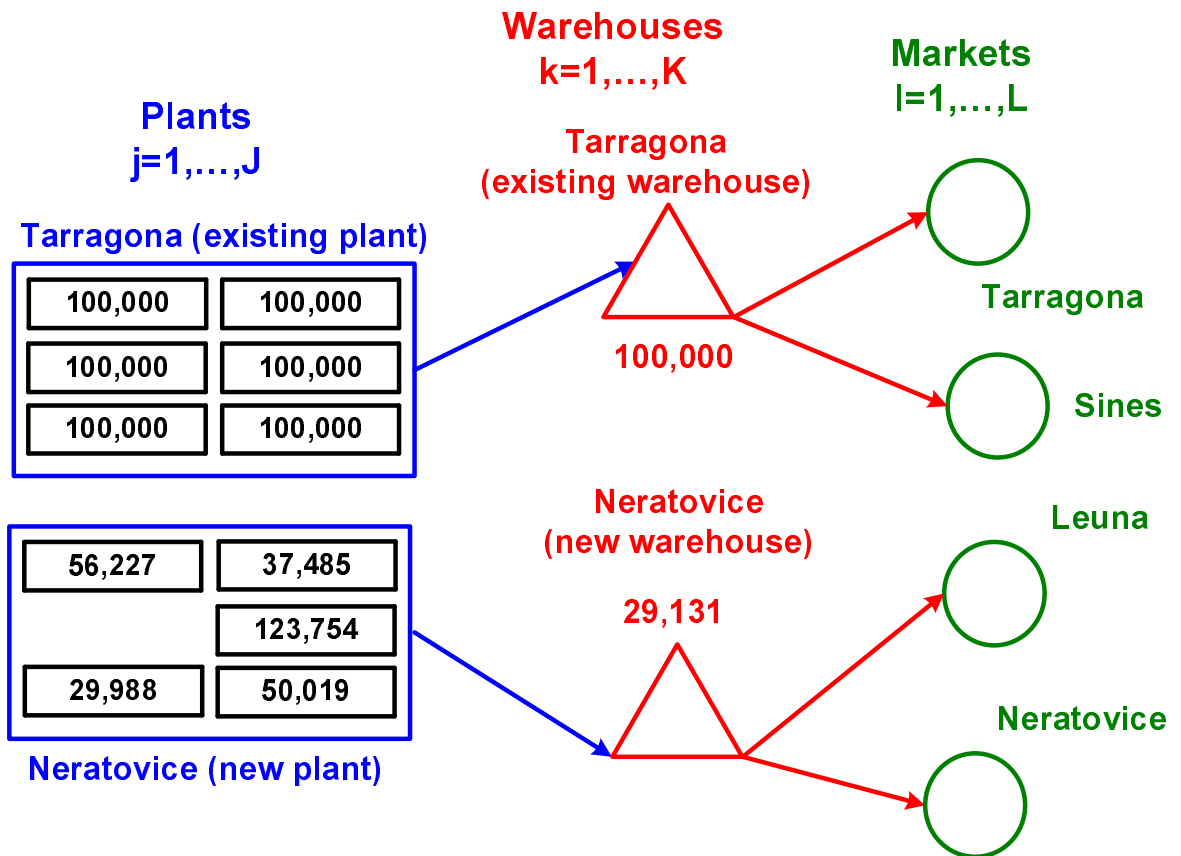 Plants
j=1,…,J
Warehouses
k=1,…,K
Markets
l=1,…,L
Tarragona (existing plant)
100,000
100,000
100,000
100,000
100,000
100,000
Tarragona
(existing warehouse)
100,000
Tarragona
Sines
56,227
37,485
123,754
29,988
50,019
Neratovice (new plant)
Neratovice
(new warehouse)
29,131
Leuna
Neratovice